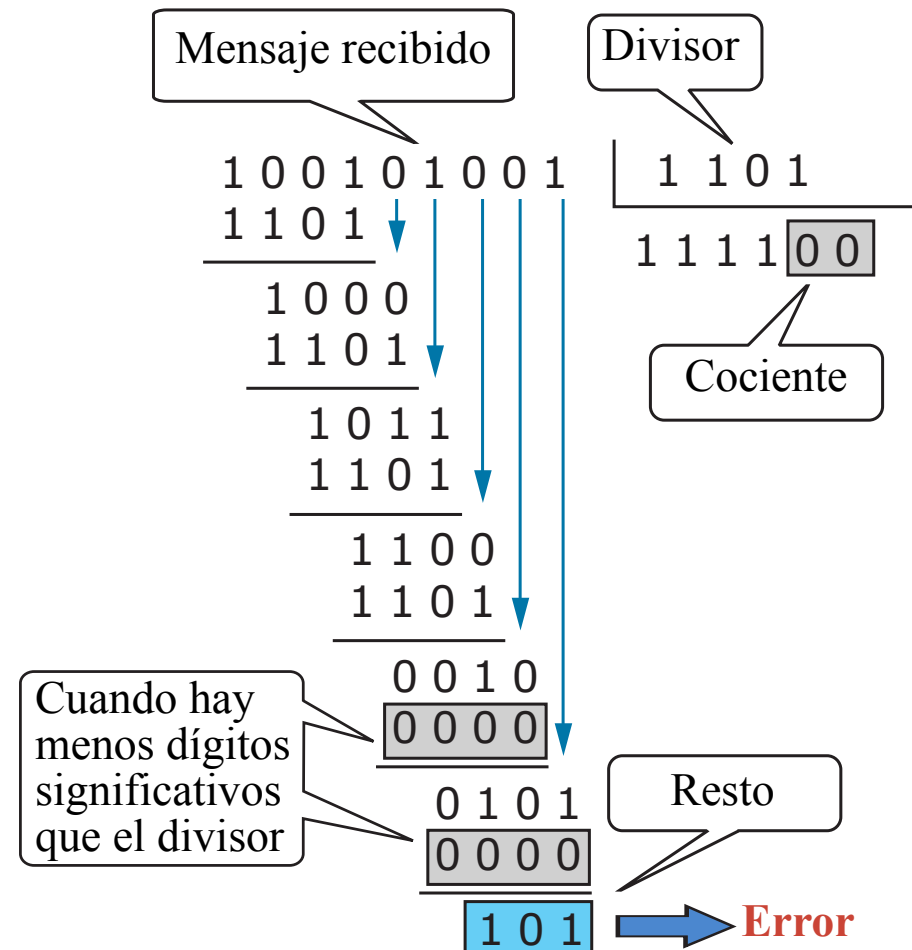 Mensaje recibido
Divisor
1 0 0 1 0 1 0 0 1
1 1 0 1
1 1 0 1
1 1 1 1 0 0
1 0 0 0
1 1 0 1
Cociente
1 0 1 1
1 1 0 1
1 1 0 0
1 1 0 1
0 0 1 0
0 0 0 0
Cuando hay
menos dígitos
significativos
que el divisor
0 1 0 1
0 0 0 0
Resto
1 0 1
Error